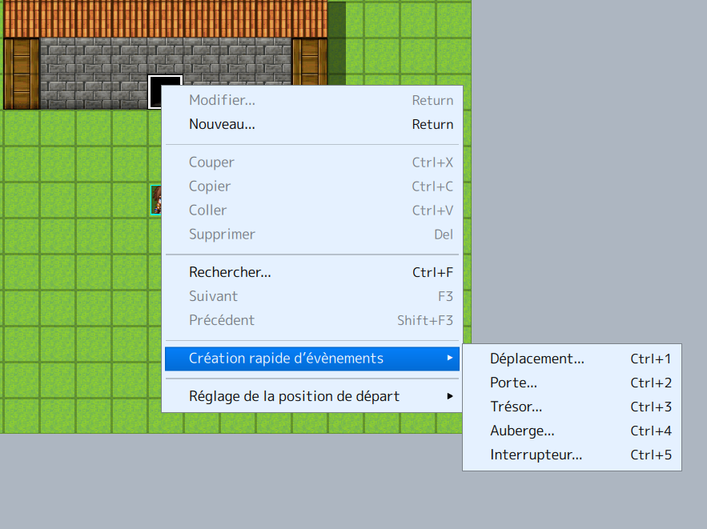 Modifier... Return
Nouveau... Return
Couper Ctrl+X
Copier Ctrl+C
Coller Ctrl+V
Supprimer Del
Rechercher... Ctrl+F
Suivant F3
Précédent Shift+F3
Création rapide d'évènements
Réglage de la position de départ
Déplacement... Ctrl+1
Porte... Ctrl+2
Trésor... Ctrl+3
Auberge... Ctrl+4
Interrupteur... Ctrl+5